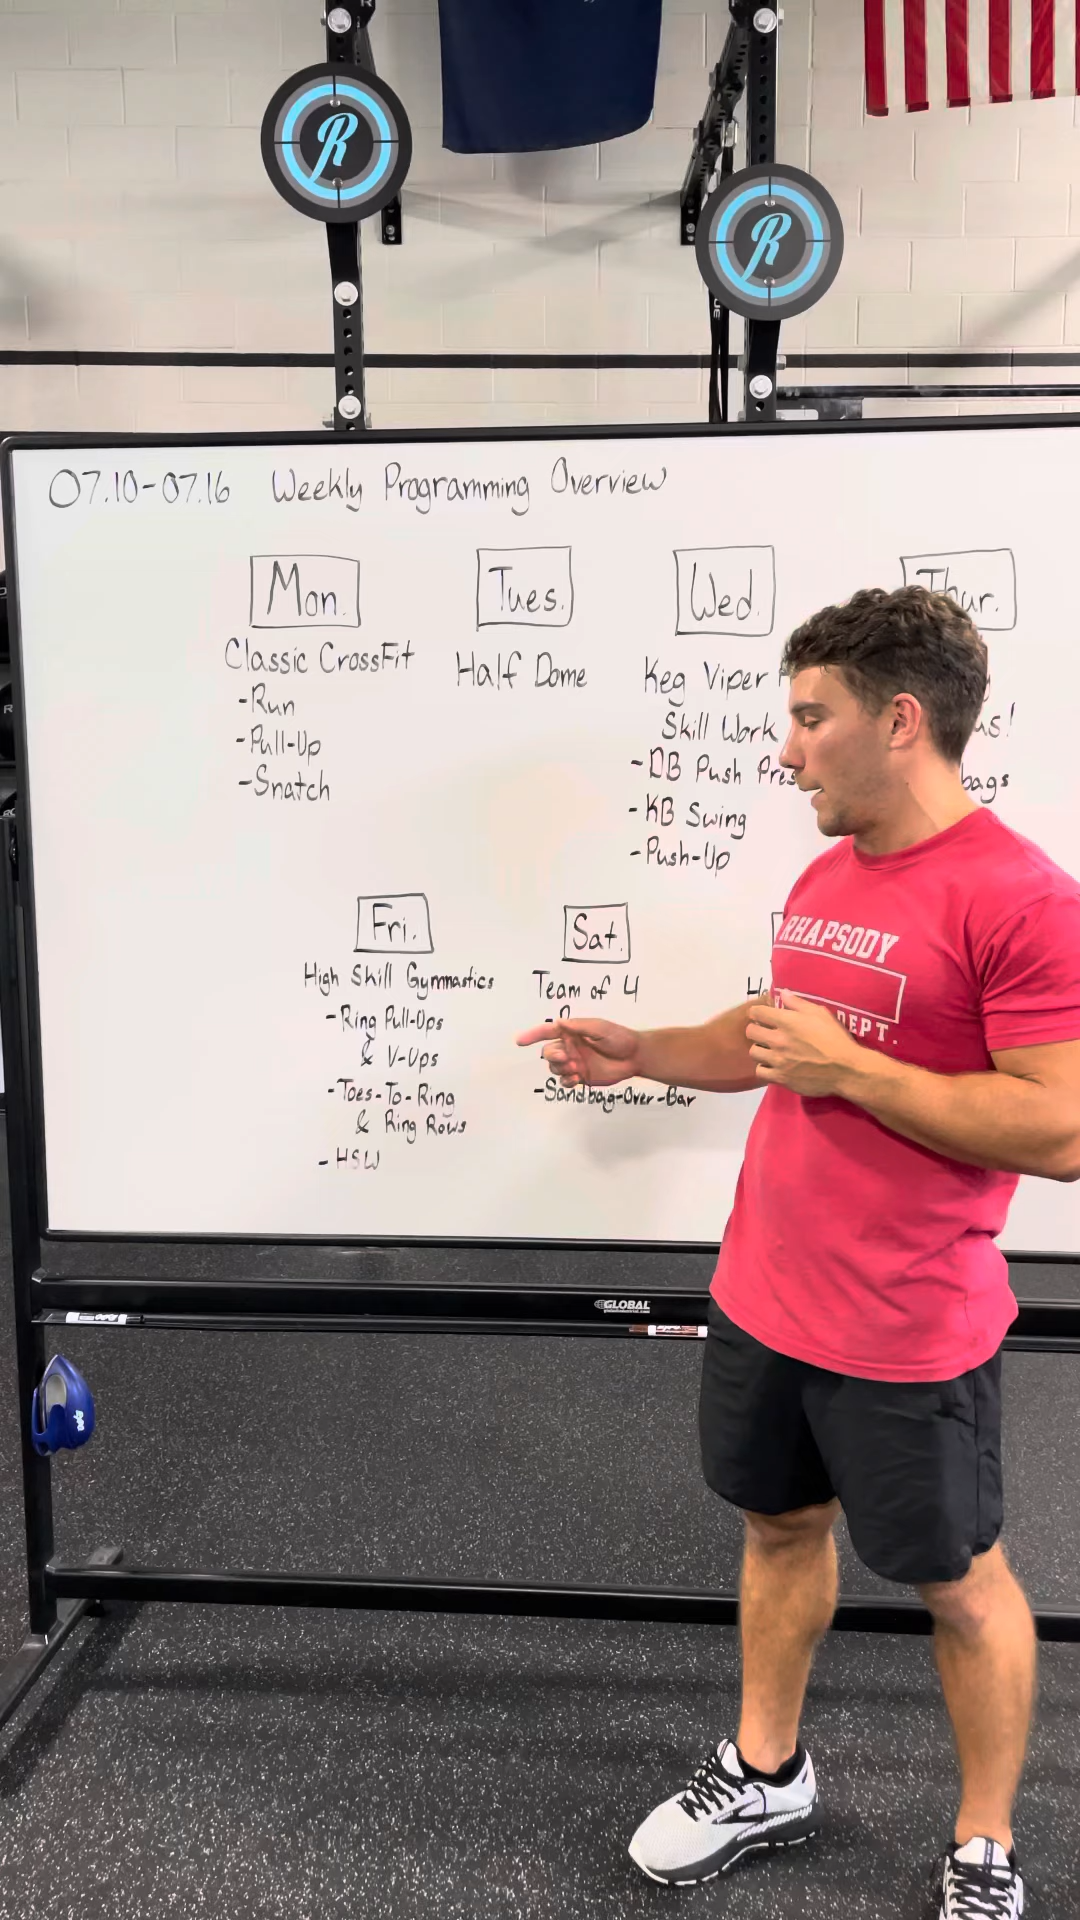 R
R
07.10-07.16 Weekly Programming Overview
Mon.
Classic CrossFit
-Run
-Pull-Up
-Snatch
Tues.
Half Dome
Wed.
Keg Viper
Skill Work
-DB Push Press
-KB Swing
-Push-Up
Thur.
Fri.
High Skill Gymnastics
-Ring Pull-Ups
& V-Ups
-Toes-To-Ring
& Ring Rows
-HSW
Sat.
Team of 4
-Sandbag-Over-Bar
RHAPSODY
DEPT.
GLOBAL